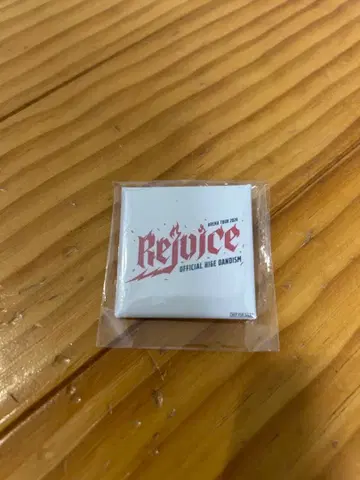 ARENA TOUR 2024
Rejoice
OFFICIAL HIGE DANDISM